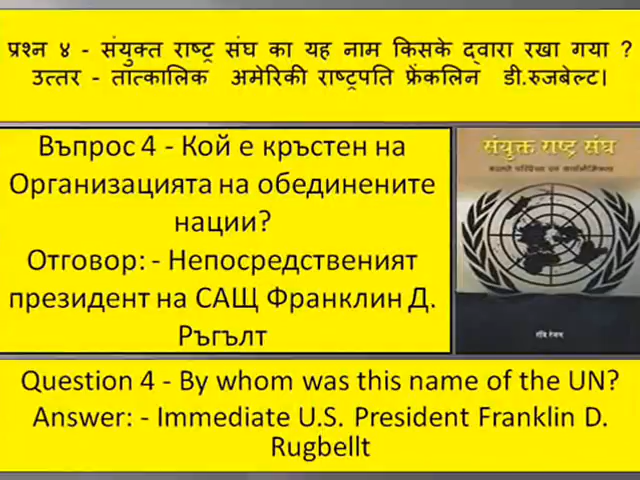 प्रश्न ४ - संयुक्त राष्ट्र संघ का यह नाम किसके द्वारा रखा गया ?
उत्तर - तात्कालिक अमेरिकी राष्ट्रपति फ्रेंकलिन डी.रुजबेल्ट।
Въпрос 4 - Кой е кръстен на
Организацията на обединените
нации?
Отговор: - Непосредственият
президент на САЩ Франклин Д.
Ръгълт
संयुक्त राष्ट्र संघ
Question 4 - By whom was this name of the UN?
Answer: - Immediate U.S. President Franklin D.
Rugbellt